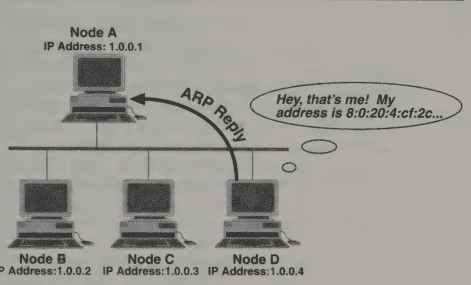 Node A
IP Address: 1.0.0.1
ARP Reply
Hey, that's me! My
address is 8:0:20:4:cf:2c...
Node B Node C Node D
P Address:1.0.0.2 IP Address:1.0.0.3 IP Address:1.0.0.4